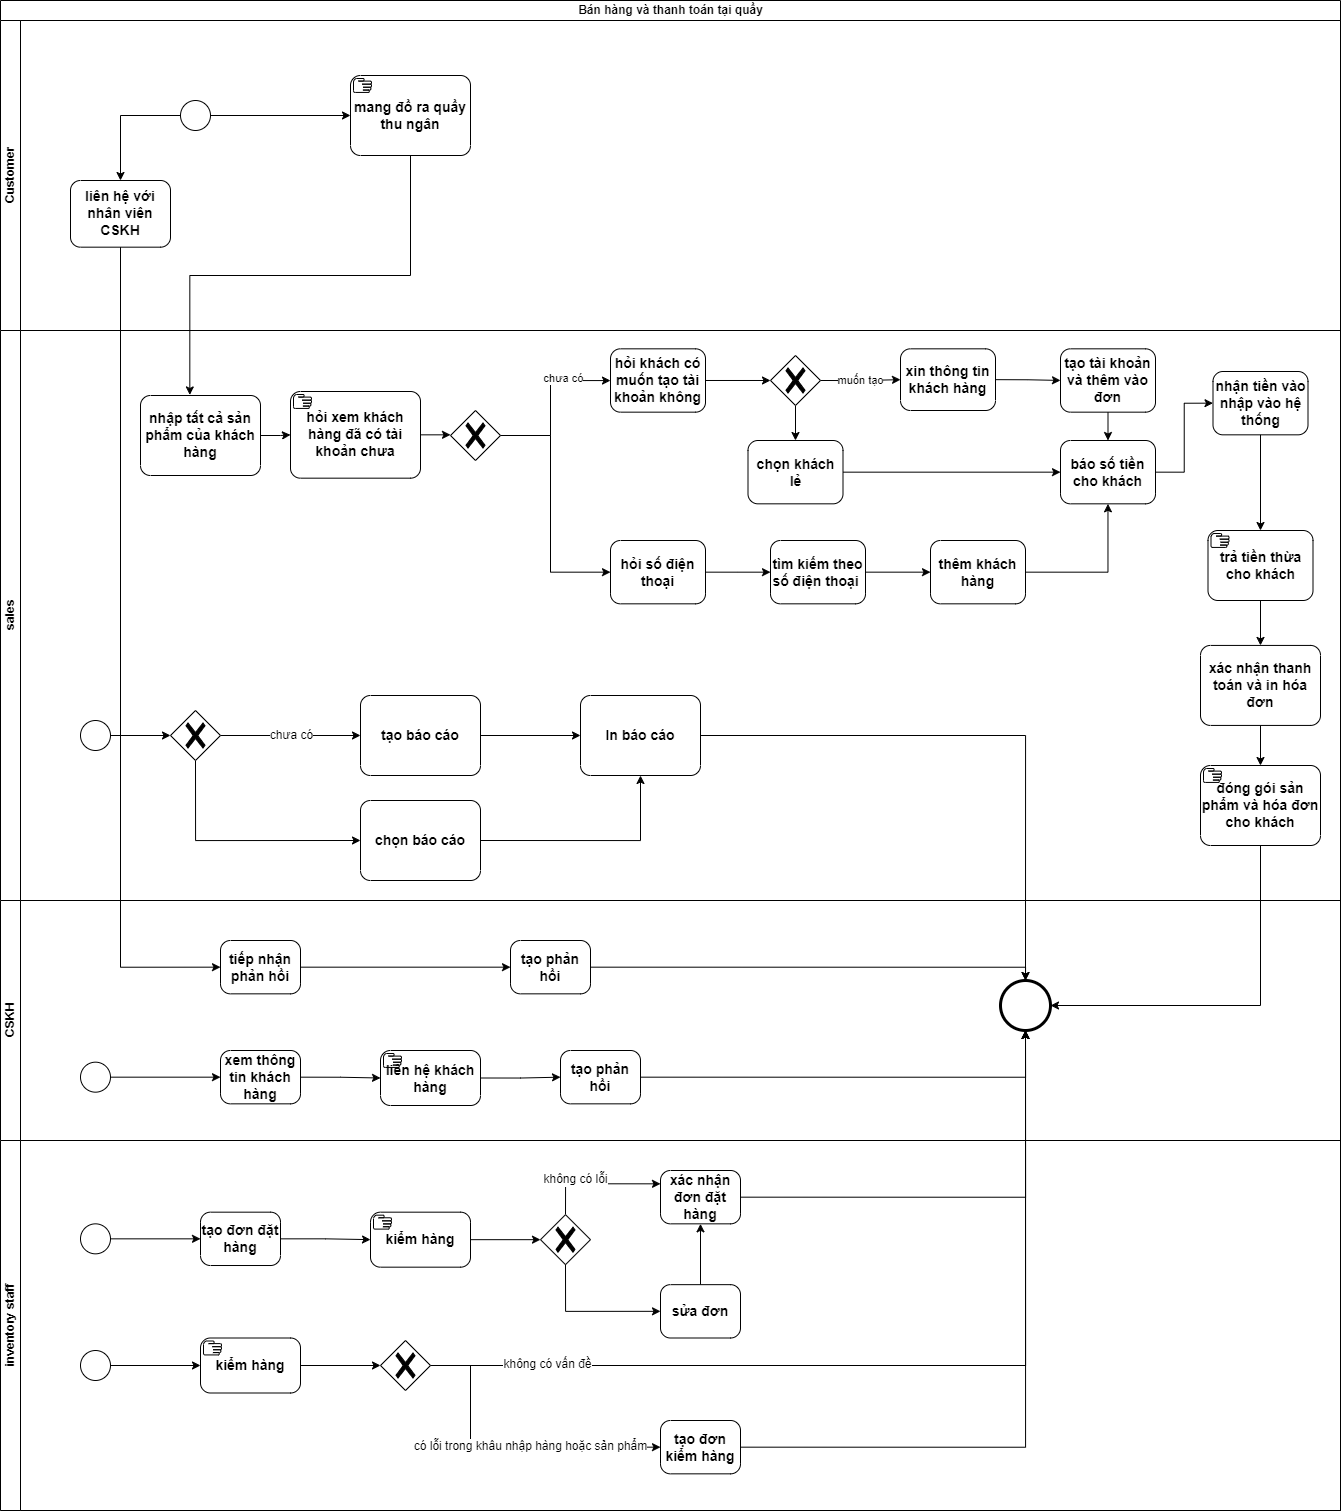 Bán hàng và thanh toán tại quầy
Customer
mang đồ ra quầy
thu ngân
liên hệ với
nhân viên
CSKH
sales
nhập tất cả sản
phẩm của khách
hàng
hỏi xem khách
hàng đã có tài
khoản chưa
chưa có
hỏi khách có
muốn tạo tài
khoản không
muốn tạo
xin thông tin
khách hàng
tạo tài khoản
và thêm vào
đơn
nhận tiền vào
nhập vào hệ
thống
chọn khách
lẻ
báo số tiền
cho khách
hỏi số điện
thoại
tìm kiếm theo
số điện thoại
thêm khách
hàng
trả tiền thừa
cho khách
xác nhận thanh
toán và in hóa
đơn
đóng gói sản
phẩm và hóa đơn
cho khách
chưa có
tạo báo cáo
In báo cáo
chọn báo cáo
CSKH
tiếp nhận
phản hồi
tạo phản
hồi
xem thông
tin khách
hàng
liên hệ khách
hàng
tạo phản
hồi
inventory staff
tạo đơn đặt
hàng
kiểm hàng
không có lỗi
xác nhận
đơn đặt
hàng
sửa đơn
kiểm hàng
không có vấn đề
có lỗi trong khâu nhập hàng hoặc sản phẩm
tạo đơn
kiểm hàng